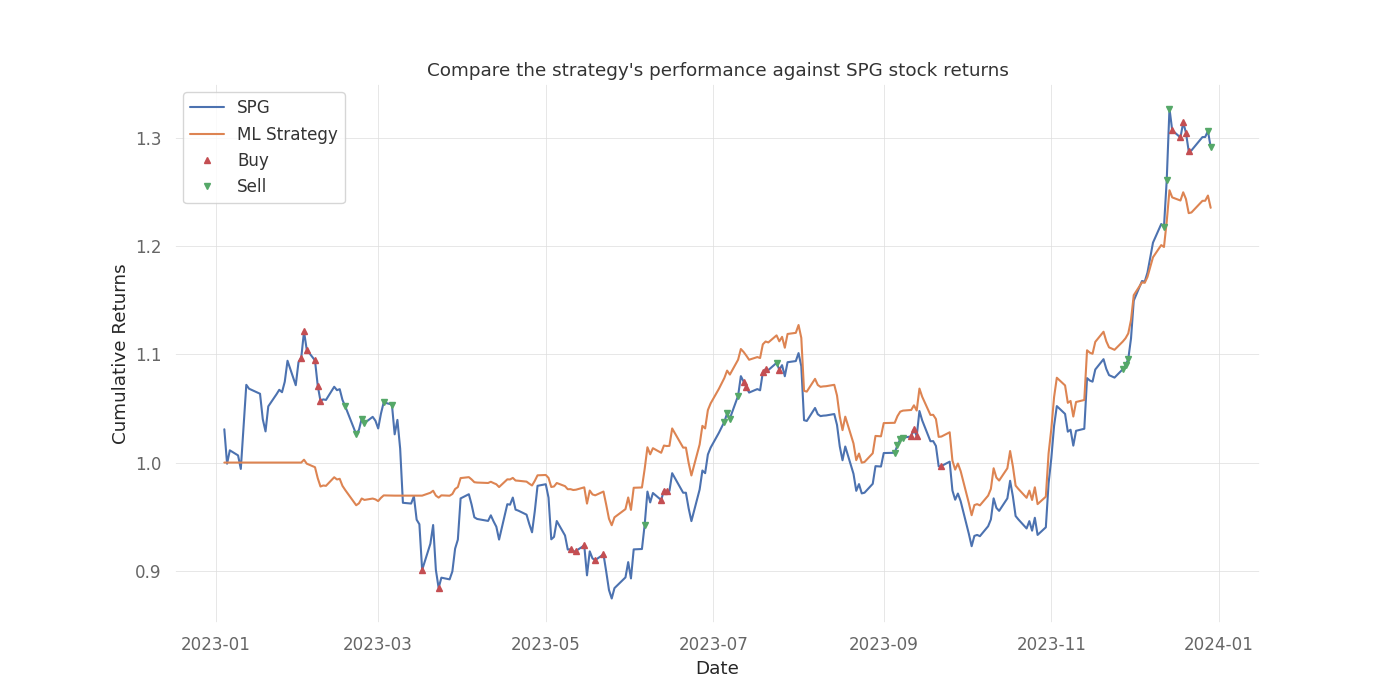 Compare the strategy's performance against SPG stock returns
SPG
ML Strategy
Buy
Sell
Cumulative Returns
1.3
1.2
1.1
1.0
0.9
2023-01
2023-03
2023-05
2023-07
2023-09
2023-11
2024-01
Date